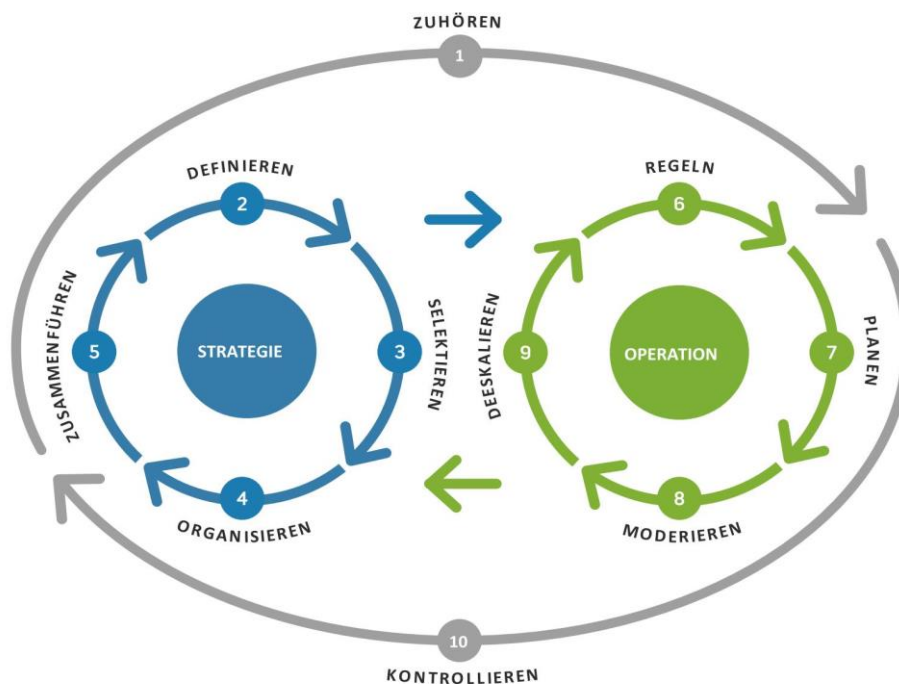 ZUHÖREN
1
DEFINIEREN
2
STRATEGIE
SELEKTIEREN
3
ORGANISIEREN
4
ZUSAMMENFÜHREN
5
REGELN
6
OPERATION
PLANEN
7
MODERIEREN
8
DEESKALIEREN
9
10
KONTROLLIEREN